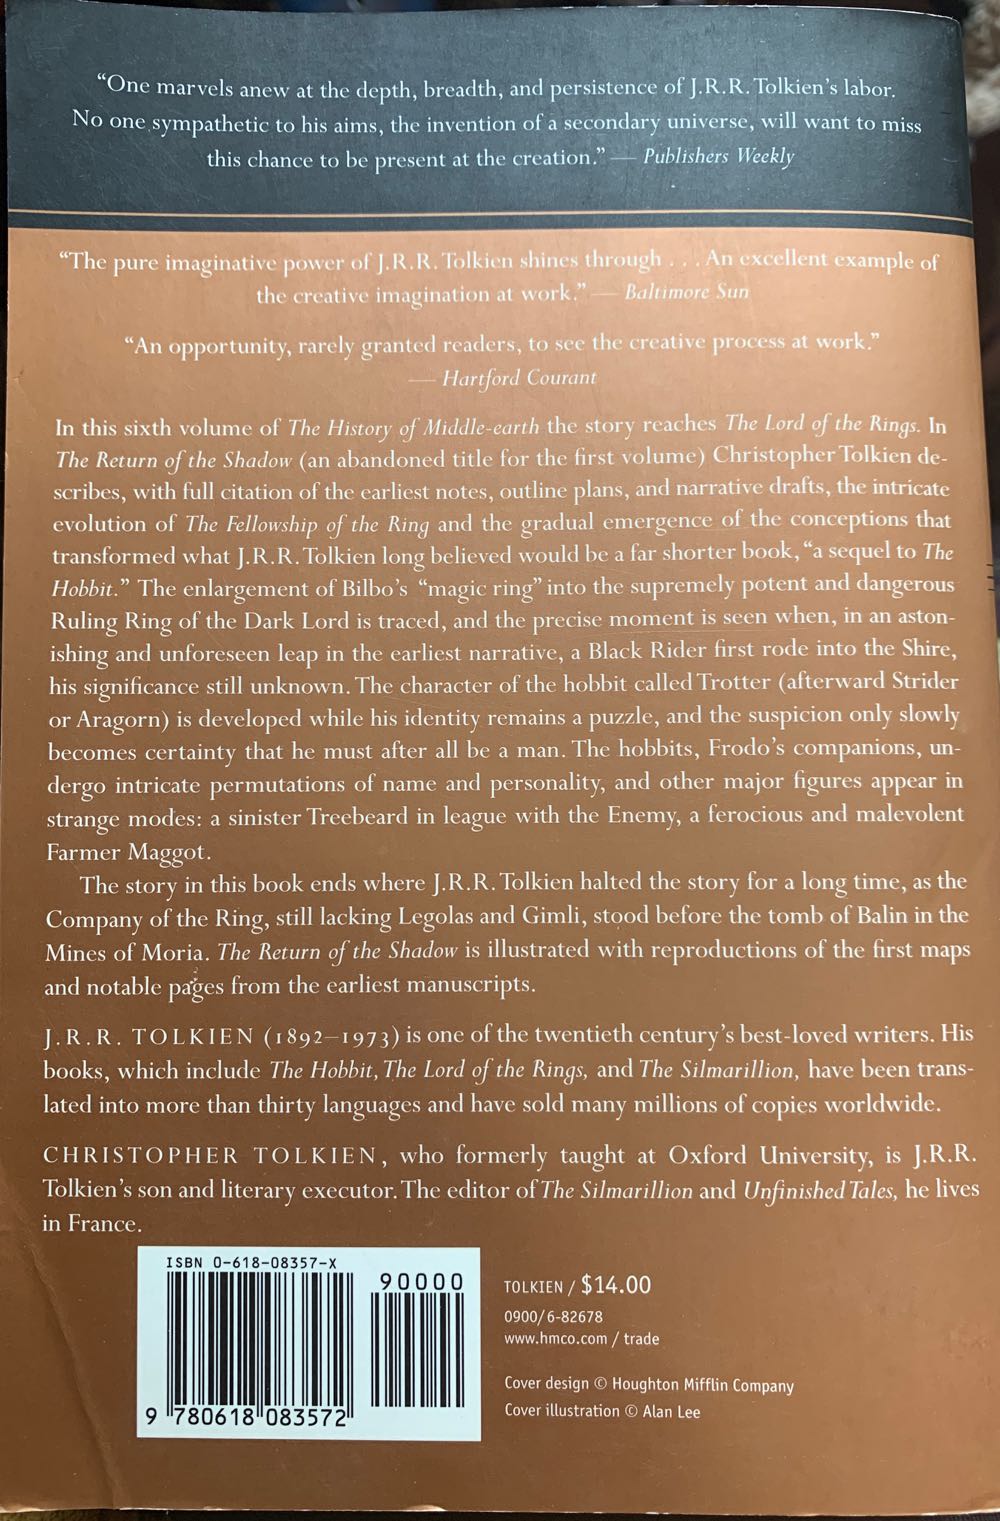 “One marvels anew at the depth, breadth, and persistence of J.R.R. Tolkien’s labor.
No one sympathetic to his aims, the invention of a secondary universe, will want to miss
this chance to be present at the creation.” — Publishers Weekly
“The pure imaginative power of J.R.R. Tolkien shines through . . . An excellent example of
the creative imagination at work.” — Baltimore Sun
“An opportunity, rarely granted readers, to see the creative process at work.”
— Hartford Courant
In this sixth volume of The History of Middle-earth the story reaches The Lord of the Rings. In
The Return of the Shadow (an abandoned title for the first volume) Christopher Tolkien de-
scribes, with full citation of the earliest notes, outline plans, and narrative drafts, the intricate
evolution of The Fellowship of the Ring and the gradual emergence of the conceptions that
transformed what J.R.R. Tolkien long believed would be a far shorter book, “a sequel to The
Hobbit.” The enlargement of Bilbo’s “magic ring” into the supremely potent and dangerous
Ruling Ring of the Dark Lord is traced, and the precise moment is seen when, in an aston-
ishing and unforeseen leap in the earliest narrative, a Black Rider first rode into the Shire,
his significance still unknown. The character of the hobbit called Trotter (afterward Strider
or Aragorn) is developed while his identity remains a puzzle, and the suspicion only slowly
becomes certainty that he must after all be a man. The hobbits, Frodo’s companions, un-
dergo intricate permutations of name and personality, and other major figures appear in
strange modes: a sinister Treebeard in league with the Enemy, a ferocious and malevolent
Farmer Maggot.
The story in this book ends where J.R.R. Tolkien halted the story for a long time, as the
Company of the Ring, still lacking Legolas and Gimli, stood before the tomb of Balin in the
Mines of Moria. The Return of the Shadow is illustrated with reproductions of the first maps
and notable pages from the earliest manuscripts.
J.R.R. TOLKIEN (1892–1973) is one of the twentieth century’s best-loved writers. His
books, which include The Hobbit, The Lord of the Rings, and The Silmarillion, have been trans-
lated into more than thirty languages and have sold many millions of copies worldwide.
CHRISTOPHER TOLKIEN, who formerly taught at Oxford University, is J.R.R.
Tolkien’s son and literary executor. The editor of The Silmarillion and Unfinished Tales, he lives
in France.
ISBN 0-618-08357-X
90000
9 780618 083572
TOLKIEN / $14.00
0900/6-82678
www.hmco.com / trade
Cover design © Houghton Mifflin Company
Cover illustration © Alan Lee